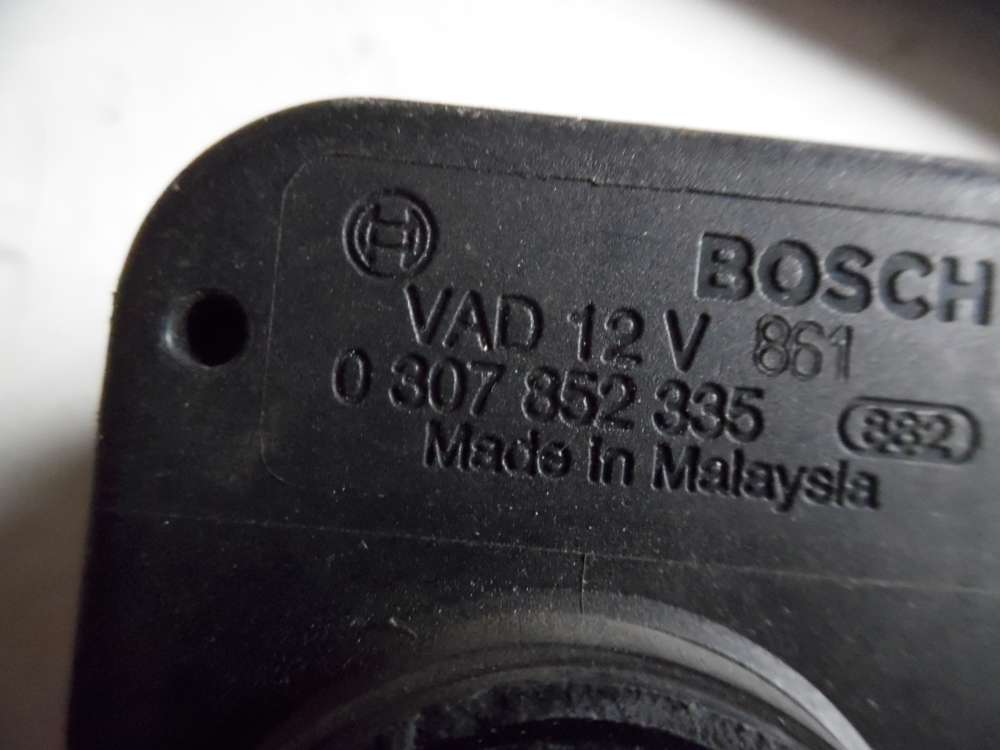 BOSCH
VAD 12 V 861
0 307 852 335 882
Made in Malaysia